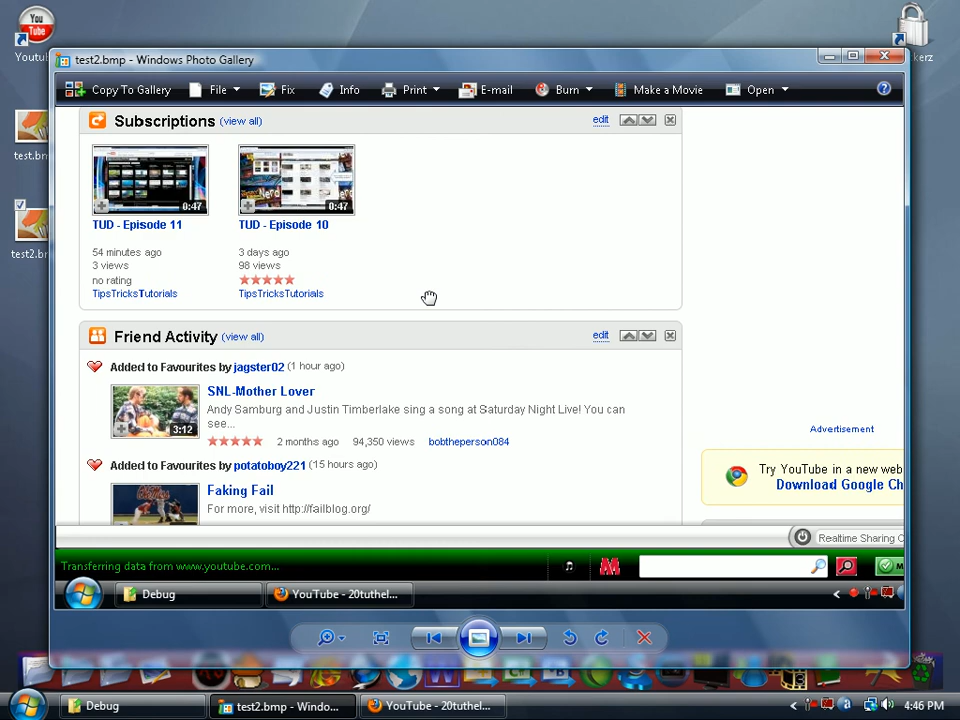 You
Tube
Youtu
ckerz
test.bm
test2.bm
test2.bmp - Windows Photo Gallery
Copy To Gallery File Fix Info Print E-mail Burn Make a Movie Open
Subscriptions (view all) edit
0:47 0:47
TUD - Episode 11 TUD - Episode 10
54 minutes ago 3 days ago
3 views 98 views
no rating
TipsTricksTutorials TipsTricksTutorials
Friend Activity (view all) edit
Added to Favourites by jagster02 (1 hour ago)
SNL-Mother Lover
Andy Samburg and Justin Timberlake sing a song at Saturday Night Live! You can
see...
3:12
2 months ago 94,350 views bobtheperson084
Advertisement
Added to Favourites by potatoboy221 (15 hours ago)
Faking Fail
For more, visit http://failblog.org/
Try YouTube in a new web
Download Google Ch
Realtime Sharing C
Transferring data from www.youtube.com...
Debug YouTube - 20tuthel...
Debug test2.bmp - Windo... YouTube - 20tuthel... 4:46 PM